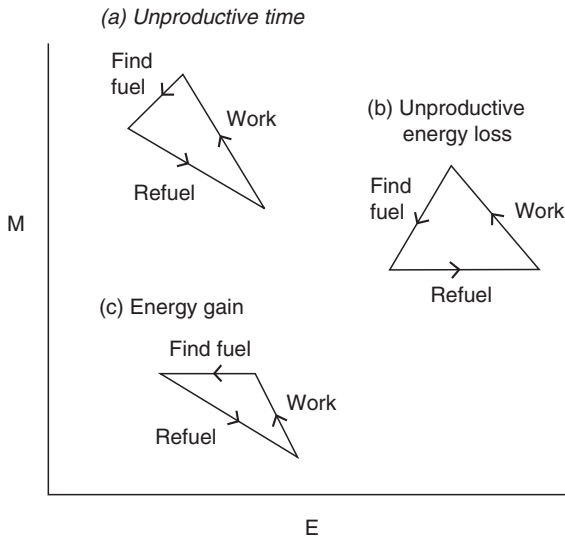 (a) Unproductive time
Find
fuel
Work
Refuel
(b) Unproductive
energy loss
Find
fuel
Work
Refuel
M
(c) Energy gain
Find fuel
Work
Refuel
E